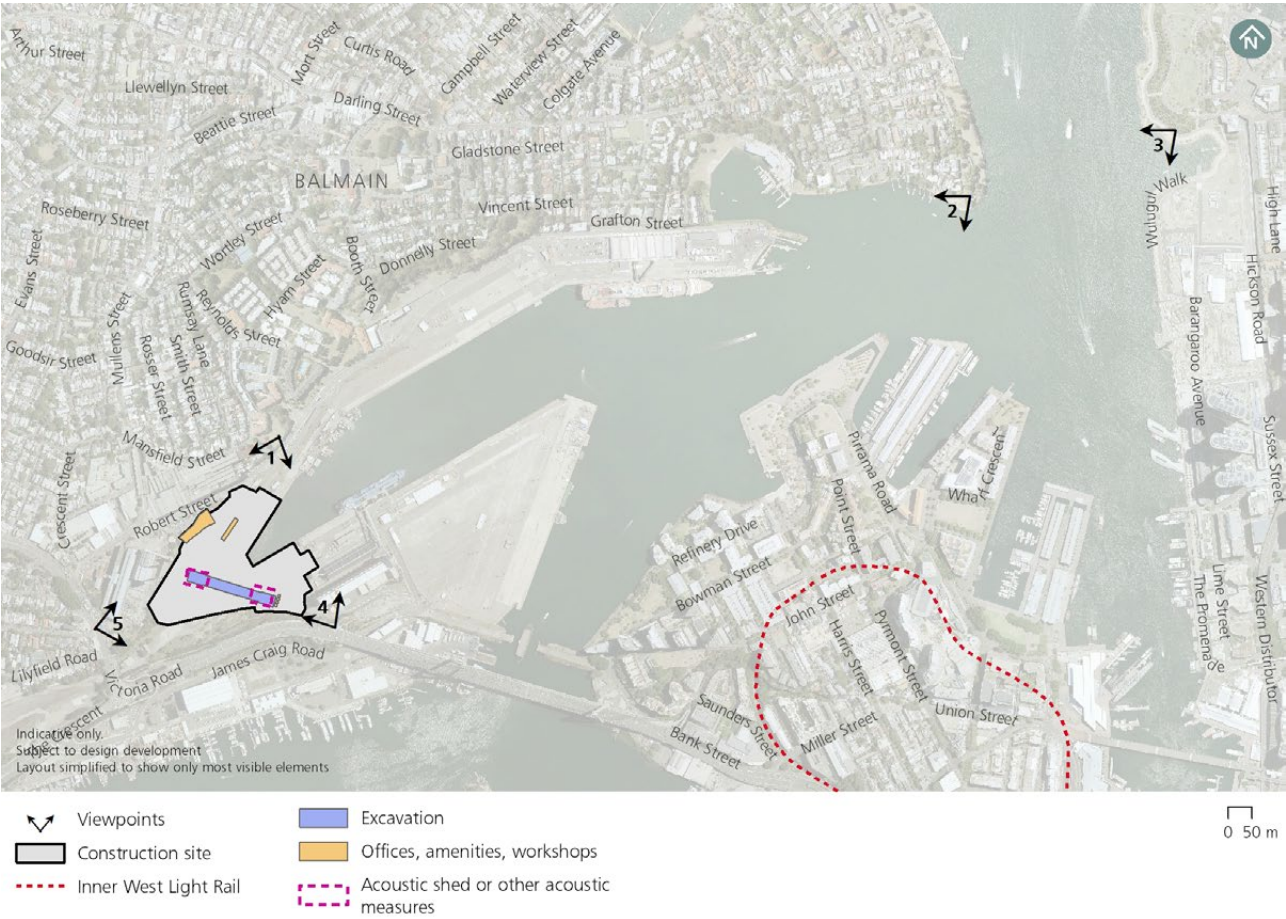 N
Arthur Street
Mort Street
Curtis Road
Campbell Street
Waterview Street
Colgate Avenue
Llewellyn Street
Darling Street
Beattie Street
Gladstone Street
3
BALMAIN
Walk
Wulugul
High Lane
Roseberry Street
Vincent Street
2
Grafton Street
Wortley Street
Booth Street
Donnelly Street
Evans Street
Hyam Street
Hickson Road
Rumsay Lane
Reynolds Street
Mullens Street
Barangaroo Avenue
Goodsir Street
Rosser Street
Smith Street
Sussex Street
Mansfield Street
1
Pirrama Road
Crescent Street
Wharf Crescent
Point Street
Robert Street
Refinery Drive
Bowman Street
Lime Street
The Promenade
Western Distributor
4
5
John Street
Harris Street
Pyrmont Street
Lilyfield Road
James Craig Road
Victoria Road
Saunders Street
Union Street
Miller Street
Bank Street
The Crescent
Indicative only.
Subject to design development
Layout simplified to show only most visible elements
Viewpoints
Construction site
Inner West Light Rail
Excavation
Offices, amenities, workshops
Acoustic shed or other acoustic
measures
0 50 m